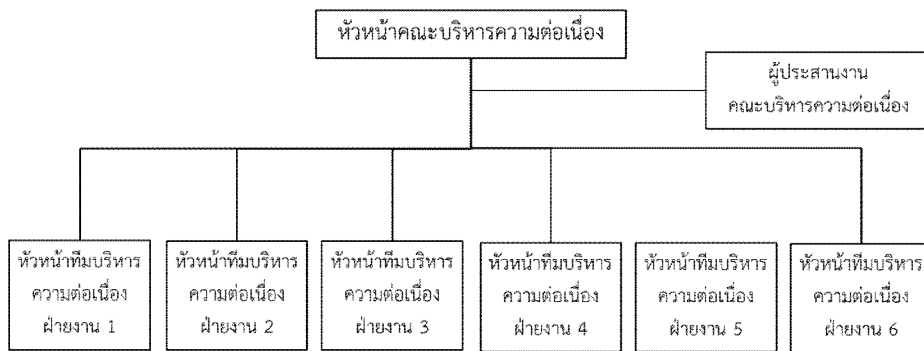 หัวหน้าคณะบริหารความต่อเนื่อง
ผู้ประสานงาน
คณะบริหารความต่อเนื่อง
หัวหน้าทีมบริหาร
ความต่อเนื่อง
ฝ่ายงาน 1
หัวหน้าทีมบริหาร
ความต่อเนื่อง
ฝ่ายงาน 2
หัวหน้าทีมบริหาร
ความต่อเนื่อง
ฝ่ายงาน 3
หัวหน้าทีมบริหาร
ความต่อเนื่อง
ฝ่ายงาน 4
หัวหน้าทีมบริหาร
ความต่อเนื่อง
ฝ่ายงาน 5
หัวหน้าทีมบริหาร
ความต่อเนื่อง
ฝ่ายงาน 6